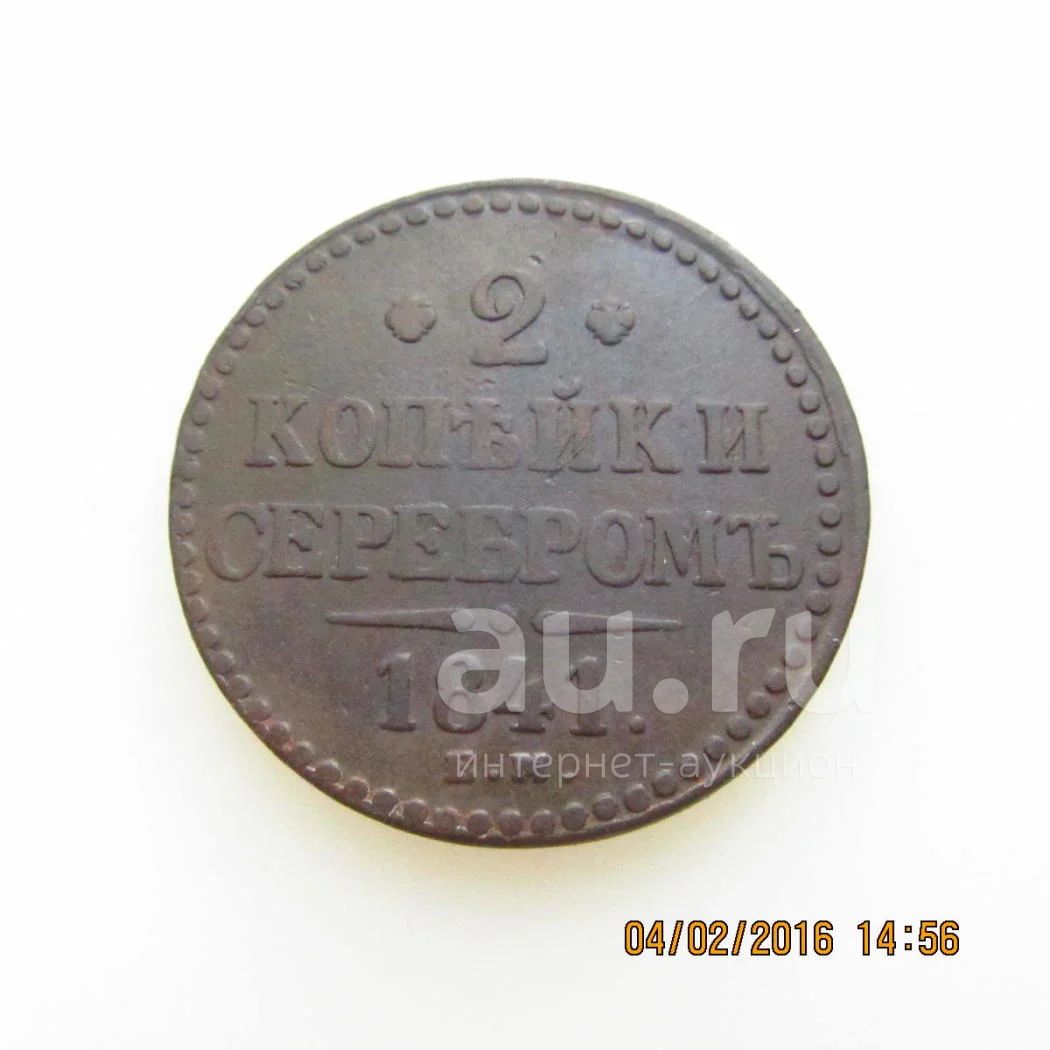 2
КОПѢЙКИ
СЕРЕБРОМЪ
1841.
au.ru
интернет-аукцион
04/02/2016 14:56